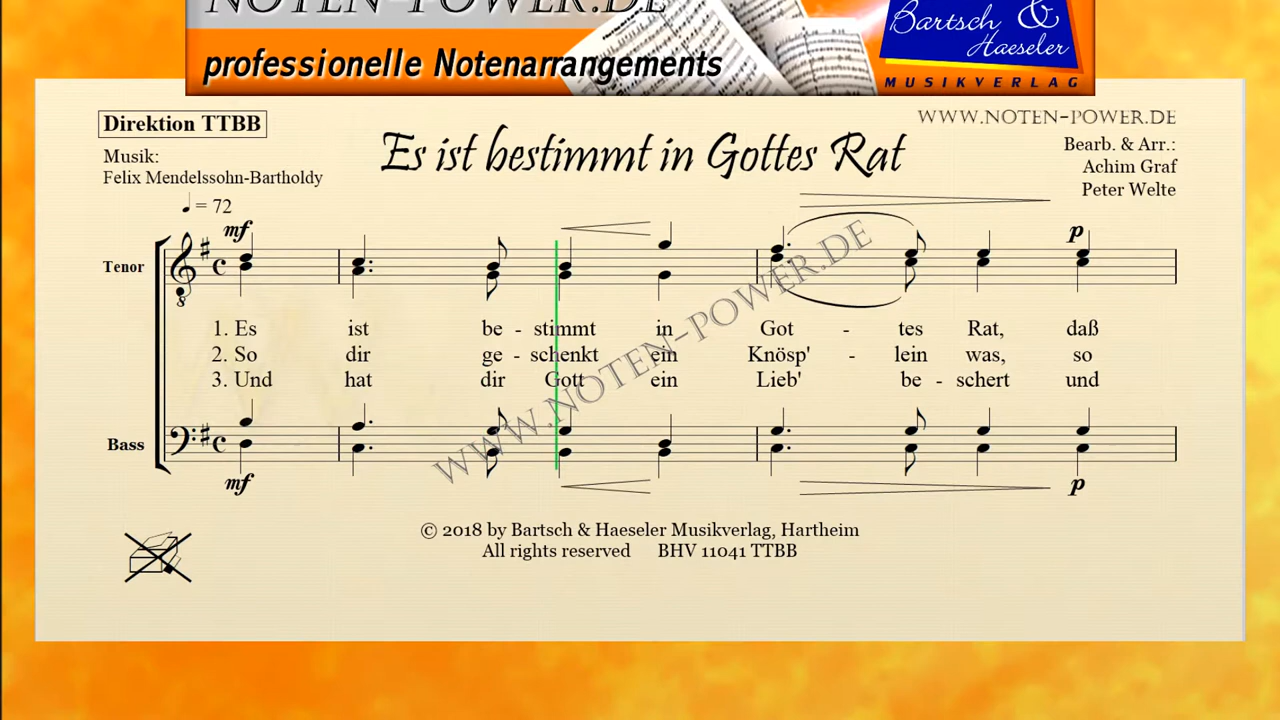 NOTEN-POWER.DE
professionelle Notenarrangements
Bartsch & Haeseler
MUSIKVERLAG
Direktion TTBB
WWW.NOTEN-POWER.DE
Es ist bestimmt in Gottes Rat
Musik:
Felix Mendelssohn-Bartholdy
Bearb. & Arr.:
Achim Graf
Peter Welte
♩ = 72
mf
p
Tenor
8
1. Es ist be - stimmt in Got - tes Rat, daß
2. So dir ge - schenkt ein Knösp' - lein was, so
3. Und hat dir Gott ein Lieb' be - schert und
Bass
mf
p
WWW.NOTEN-POWER.DE
© 2018 by Bartsch & Haeseler Musikverlag, Hartheim
All rights reserved BHV 11041 TTBB